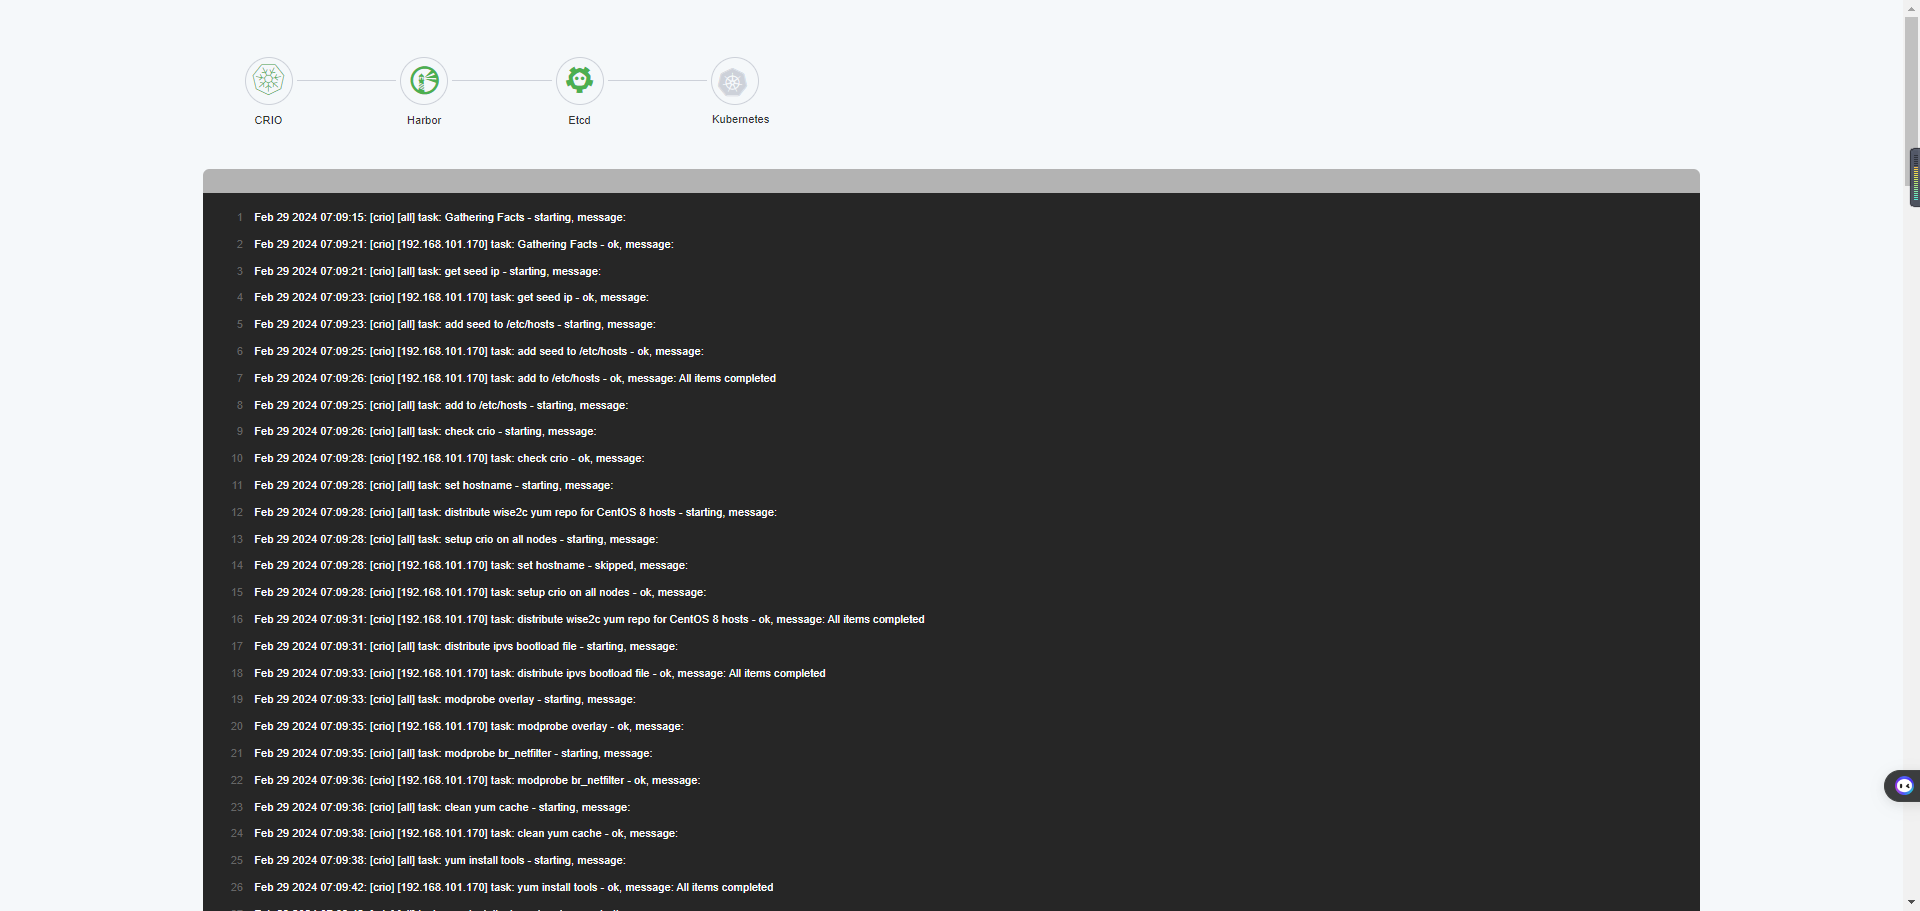 CRIO
Harbor
Etcd
Kubernetes
1 Feb 29 2024 07:09:15: [crio] [all] task: Gathering Facts - starting, message:
2 Feb 29 2024 07:09:21: [crio] [192.168.101.170] task: Gathering Facts - ok, message:
3 Feb 29 2024 07:09:21: [crio] [all] task: get seed ip - starting, message:
4 Feb 29 2024 07:09:23: [crio] [192.168.101.170] task: get seed ip - ok, message:
5 Feb 29 2024 07:09:23: [crio] [all] task: add seed to /etc/hosts - starting, message:
6 Feb 29 2024 07:09:25: [crio] [192.168.101.170] task: add seed to /etc/hosts - ok, message:
7 Feb 29 2024 07:09:26: [crio] [192.168.101.170] task: add to /etc/hosts - ok, message: All items completed
8 Feb 29 2024 07:09:25: [crio] [all] task: add to /etc/hosts - starting, message:
9 Feb 29 2024 07:09:26: [crio] [all] task: check crio - starting, message:
10 Feb 29 2024 07:09:28: [crio] [192.168.101.170] task: check crio - ok, message:
11 Feb 29 2024 07:09:28: [crio] [all] task: set hostname - starting, message:
12 Feb 29 2024 07:09:28: [crio] [all] task: distribute wise2c yum repo for CentOS 8 hosts - starting, message:
13 Feb 29 2024 07:09:28: [crio] [all] task: setup crio on all nodes - starting, message:
14 Feb 29 2024 07:09:28: [crio] [192.168.101.170] task: set hostname - skipped, message:
15 Feb 29 2024 07:09:28: [crio] [192.168.101.170] task: setup crio on all nodes - ok, message:
16 Feb 29 2024 07:09:31: [crio] [192.168.101.170] task: distribute wise2c yum repo for CentOS 8 hosts - ok, message: All items completed
17 Feb 29 2024 07:09:31: [crio] [all] task: distribute ipvs bootload file - starting, message:
18 Feb 29 2024 07:09:33: [crio] [192.168.101.170] task: distribute ipvs bootload file - ok, message: All items completed
19 Feb 29 2024 07:09:33: [crio] [all] task: modprobe overlay - starting, message:
20 Feb 29 2024 07:09:35: [crio] [192.168.101.170] task: modprobe overlay - ok, message:
21 Feb 29 2024 07:09:35: [crio] [all] task: modprobe br_netfilter - starting, message:
22 Feb 29 2024 07:09:36: [crio] [192.168.101.170] task: modprobe br_netfilter - ok, message:
23 Feb 29 2024 07:09:36: [crio] [all] task: clean yum cache - starting, message:
24 Feb 29 2024 07:09:38: [crio] [192.168.101.170] task: clean yum cache - ok, message:
25 Feb 29 2024 07:09:38: [crio] [all] task: yum install tools - starting, message:
26 Feb 29 2024 07:09:42: [crio] [192.168.101.170] task: yum install tools - ok, message: All items completed